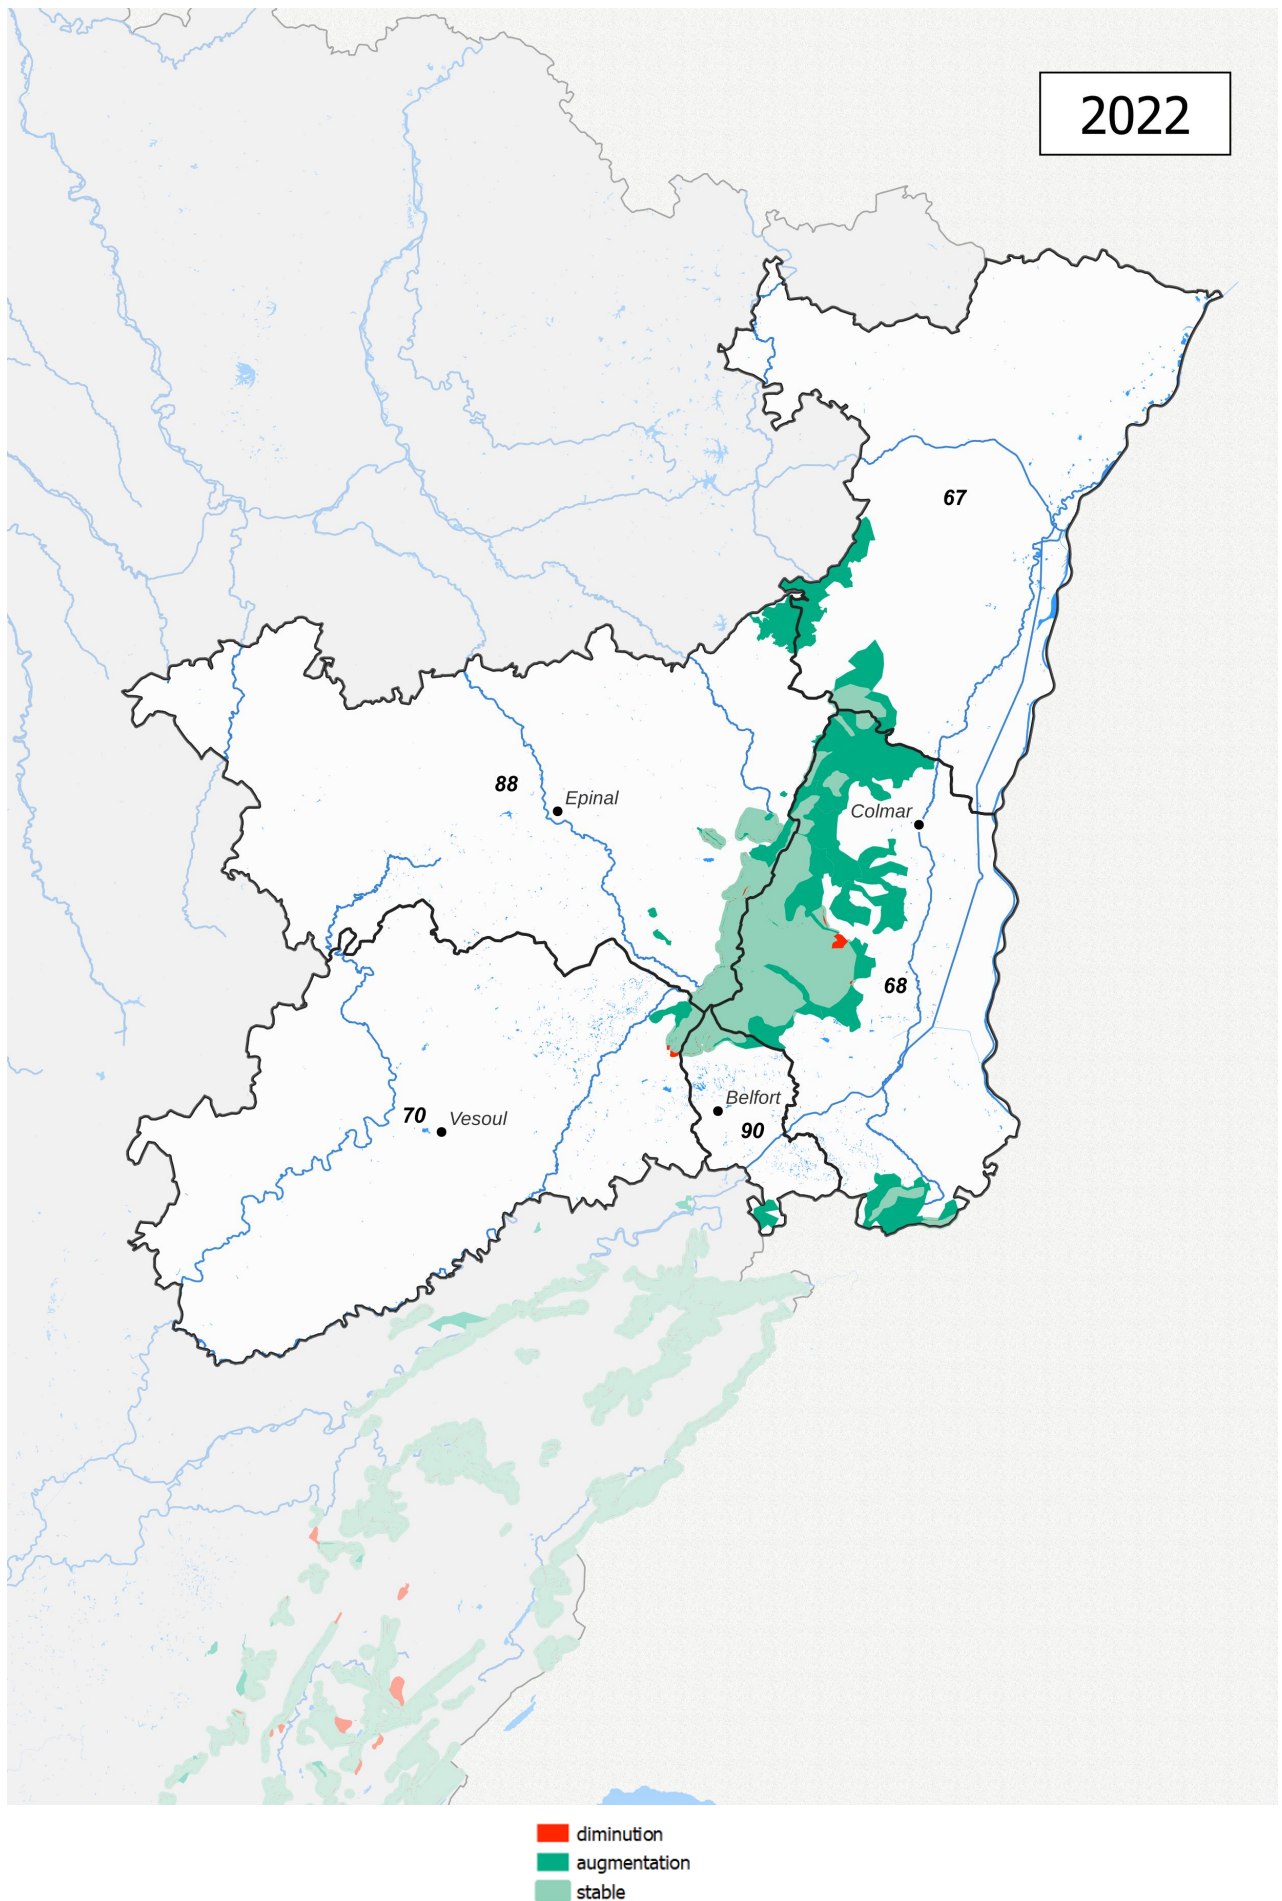 2022
67
88
Epinal
Colmar
68
70
Vesoul
Belfort
90
diminution
augmentation
stable